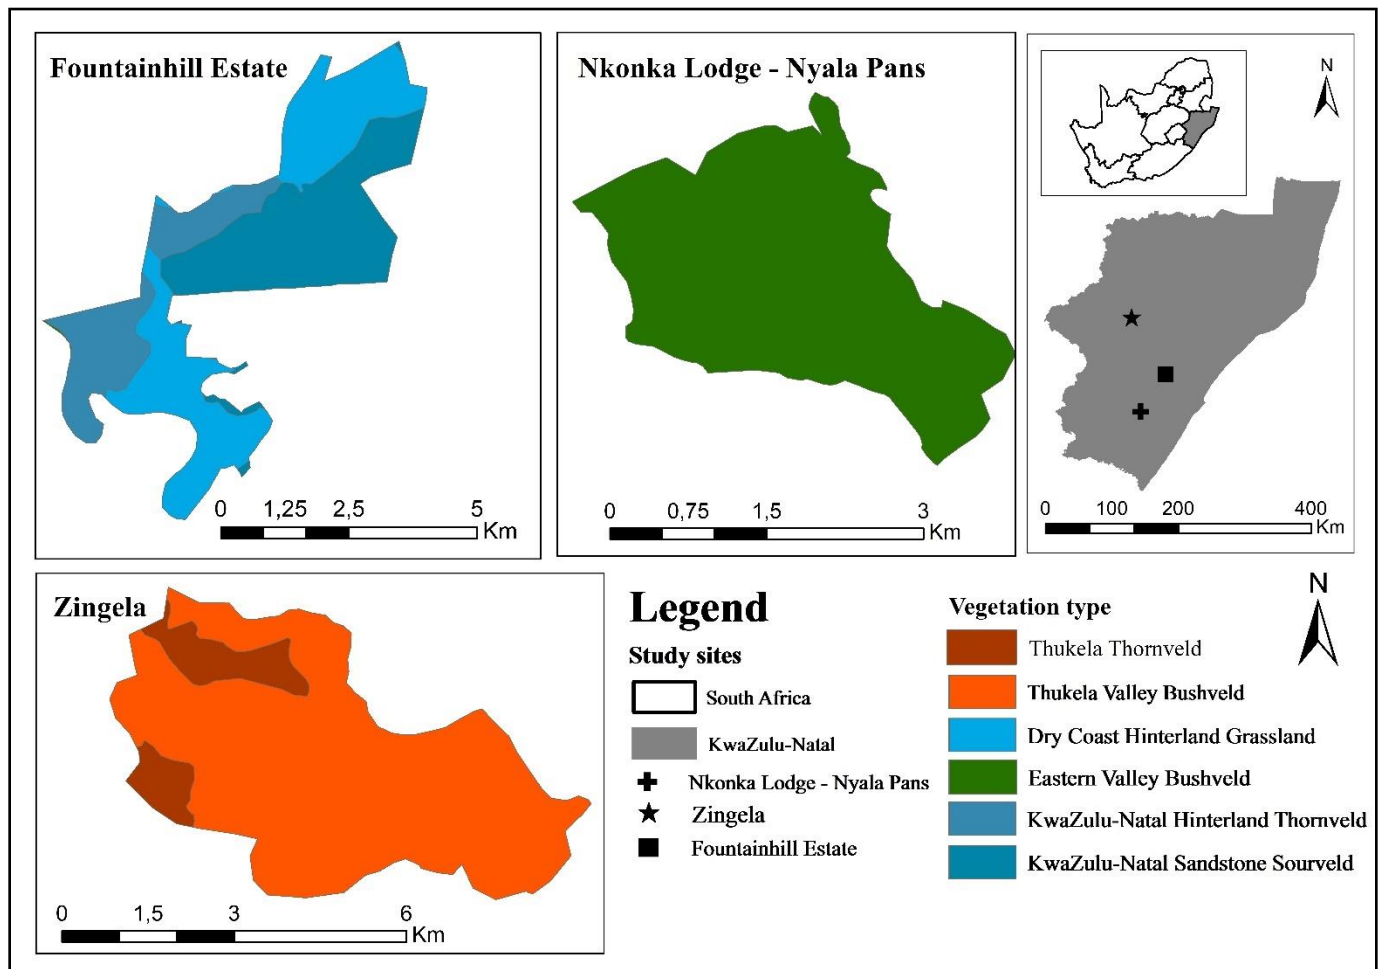 Fountainhill Estate
0 1,25 2,5 5
Km
Nkonka Lodge - Nyala Pans
0 0,75 1,5 3
Km
N
0 100 200 400
Km
Zingela
0 1,5 3 6
Km
Legend
Study sites
South Africa
KwaZulu-Natal
Nkonka Lodge - Nyala Pans
Zingela
Fountainhill Estate
Vegetation type
Thukela Thornveld
Thukela Valley Bushveld
Dry Coast Hinterland Grassland
Eastern Valley Bushveld
KwaZulu-Natal Hinterland Thornveld
KwaZulu-Natal Sandstone Sourveld
N